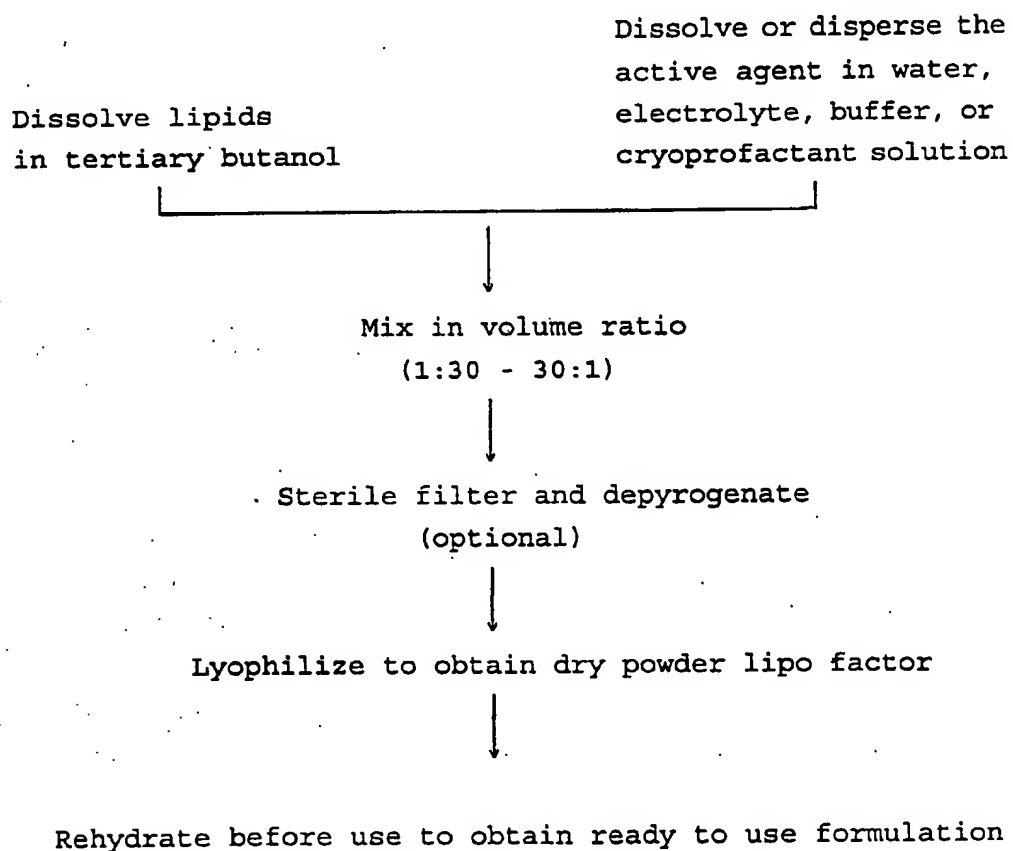 Dissolve lipids
in tertiary butanol
Dissolve or disperse the
active agent in water,
electrolyte, buffer, or
cryoprofactant solution
Mix in volume ratio
(1:30 - 30:1)
Sterile filter and depyrogenate
(optional)
Lyophilize to obtain dry powder lipo factor
Rehydrate before use to obtain ready to use formulation